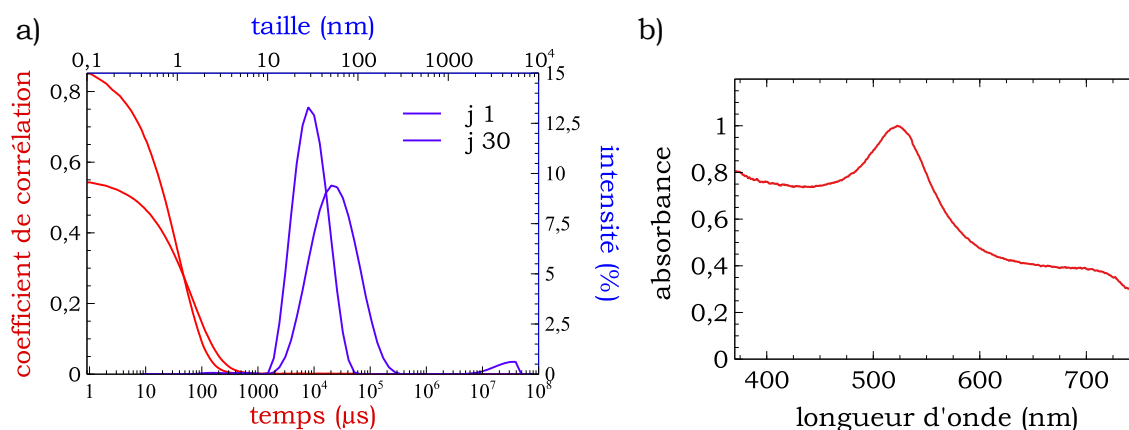 a)
taille (nm)
0,1 1 10 100 1000 10⁴
coefficient de corrélation
0,8
0,6
0,4
0,2
0
15
12,5
10
7,5
5
2,5
0
intensité (%)
j 1
j 30
1 10 100 1000 10⁴ 10⁵ 10⁶ 10⁷ 10⁸
temps (µs)
b)
absorbance
1
0,8
0,6
0,4
0,2
0
400 500 600 700
longueur d'onde (nm)